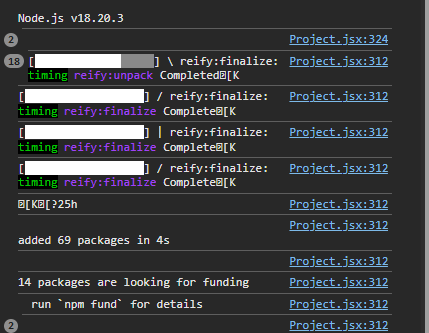 Node.js v18.20.3
2 Project.jsx:324
18 [ ] \ reify:finalize: Project.jsx:312
timing reify:unpack Completed[K
[ ] / reify:finalize: Project.jsx:312
timing reify:finalize Complete[K
[ ] | reify:finalize: Project.jsx:312
timing reify:finalize Complete[K
[ ] / reify:finalize: Project.jsx:312
timing reify:finalize Complete[K
[K[?25h Project.jsx:312
Project.jsx:312
added 69 packages in 4s
Project.jsx:312
14 packages are looking for funding Project.jsx:312
run `npm fund` for details Project.jsx:312
2 Project.jsx:312